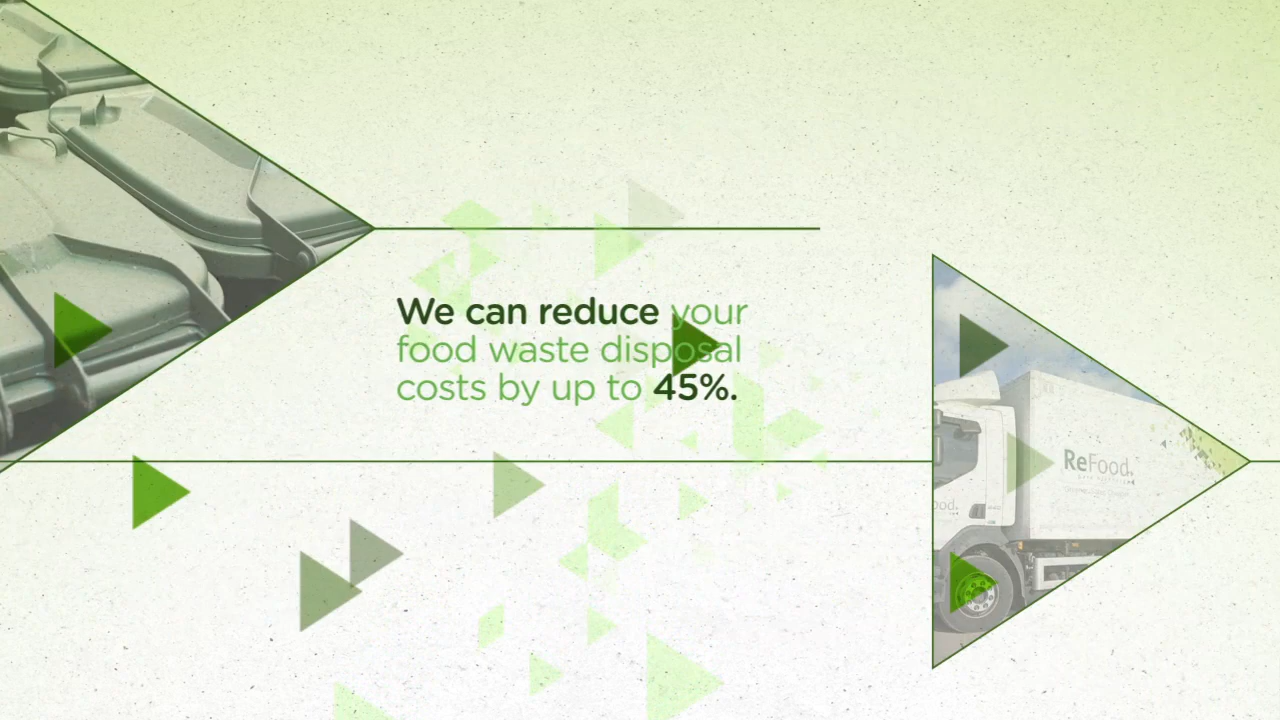 We can reduce your
food waste disposal
costs by up to 45%.
ReFood.